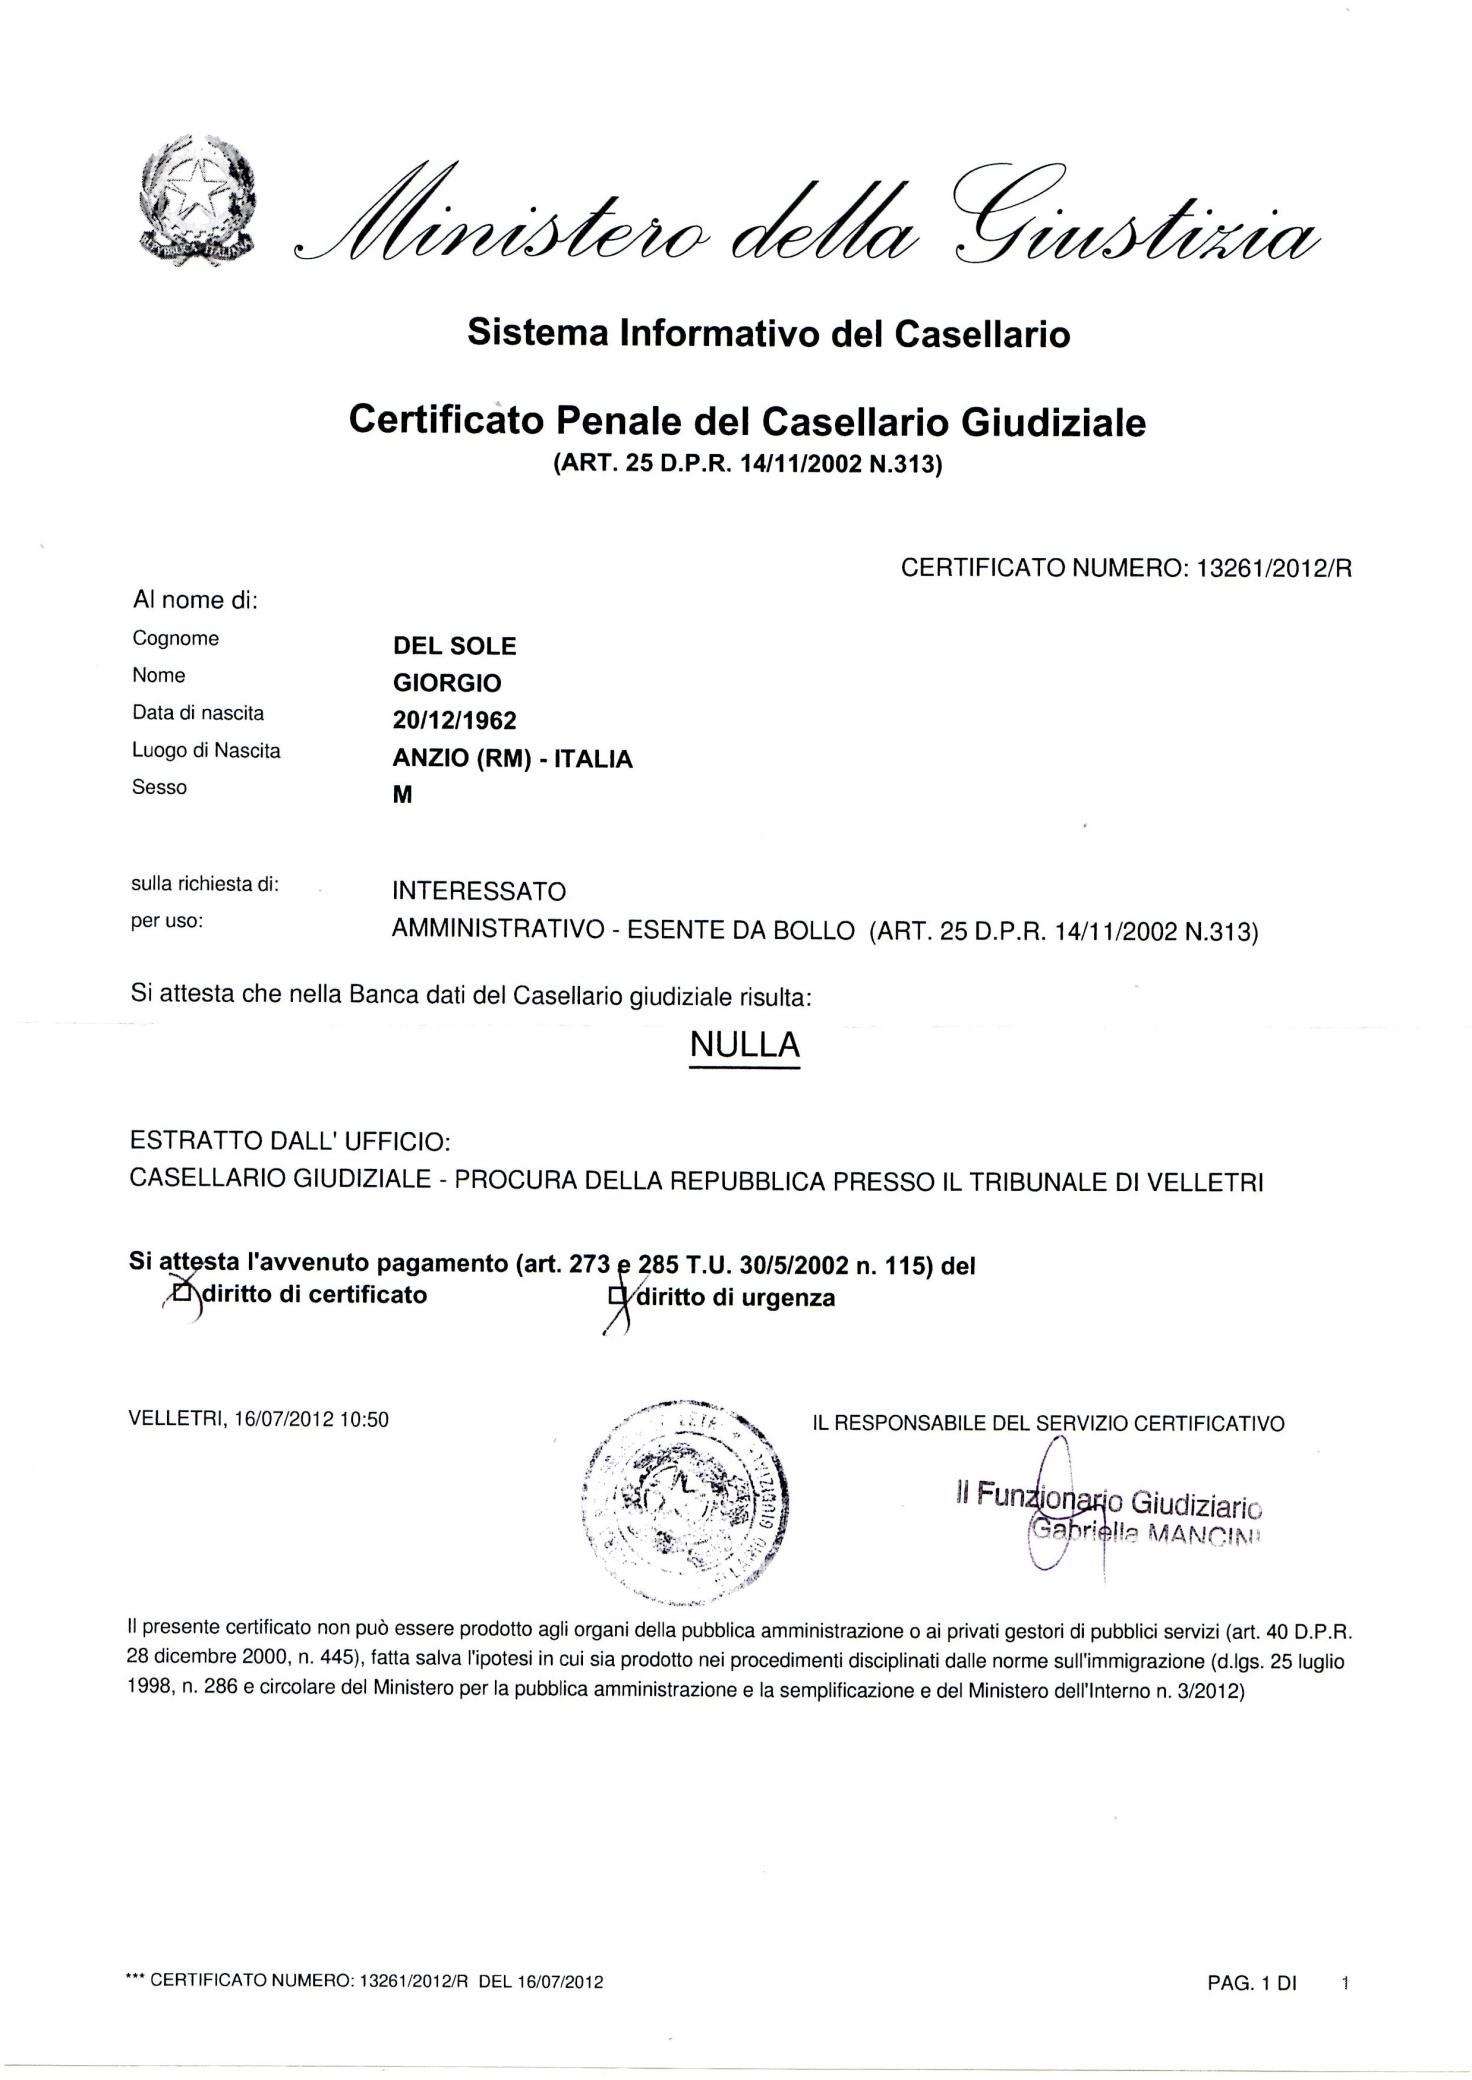 REPVBBLICA ITALIANA
Ministero della Giustizia
Sistema Informativo del Casellario
Certificato Penale del Casellario Giudiziale
(ART. 25 D.P.R. 14/11/2002 N.313)
CERTIFICATO NUMERO: 13261/2012/R
Al nome di:
Cognome DEL SOLE
Nome GIORGIO
Data di nascita 20/12/1962
Luogo di Nascita ANZIO (RM) - ITALIA
Sesso M
sulla richiesta di: INTERESSATO
per uso: AMMINISTRATIVO - ESENTE DA BOLLO (ART. 25 D.P.R. 14/11/2002 N.313)
Si attesta che nella Banca dati del Casellario giudiziale risulta:
NULLA
ESTRATTO DALL' UFFICIO:
CASELLARIO GIUDIZIALE - PROCURA DELLA REPUBBLICA PRESSO IL TRIBUNALE DI VELLETRI
Si attesta l'avvenuto pagamento (art. 273 e 285 T.U. 30/5/2002 n. 115) del
diritto di certificato diritto di urgenza
VELLETRI, 16/07/2012 10:50
IL RESPONSABILE DEL SERVIZIO CERTIFICATIVO
Il Funzionario Giudiziario
Gabriella MANCINI
Il presente certificato non può essere prodotto agli organi della pubblica amministrazione o ai privati gestori di pubblici servizi (art. 40 D.P.R.
28 dicembre 2000, n. 445), fatta salva l'ipotesi in cui sia prodotto nei procedimenti disciplinati dalle norme sull'immigrazione (d.lgs. 25 luglio
1998, n. 286 e circolare del Ministero per la pubblica amministrazione e la semplificazione e del Ministero dell'Interno n. 3/2012)
*** CERTIFICATO NUMERO: 13261/2012/R DEL 16/07/2012
PAG. 1 DI 1